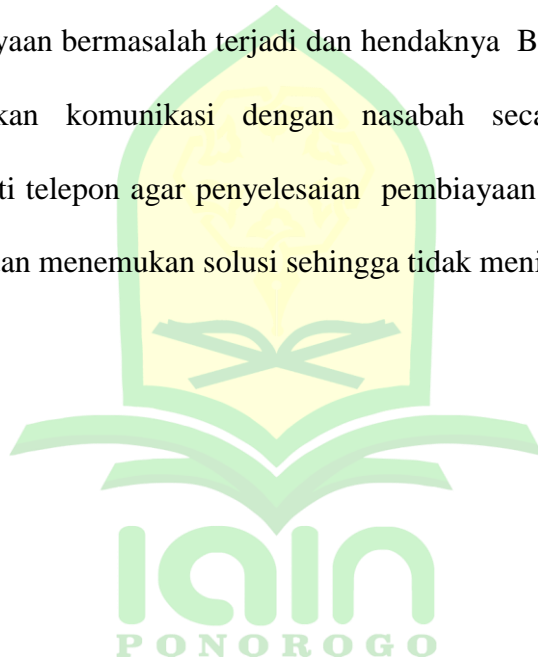 yaan bermasalah terjadi dan hendaknya B
kan komunikasi dengan nasabah seca
ti telepon agar penyelesaian pembiayaan
an menemukan solusi sehingga tidak meni
iain
PONOROGO